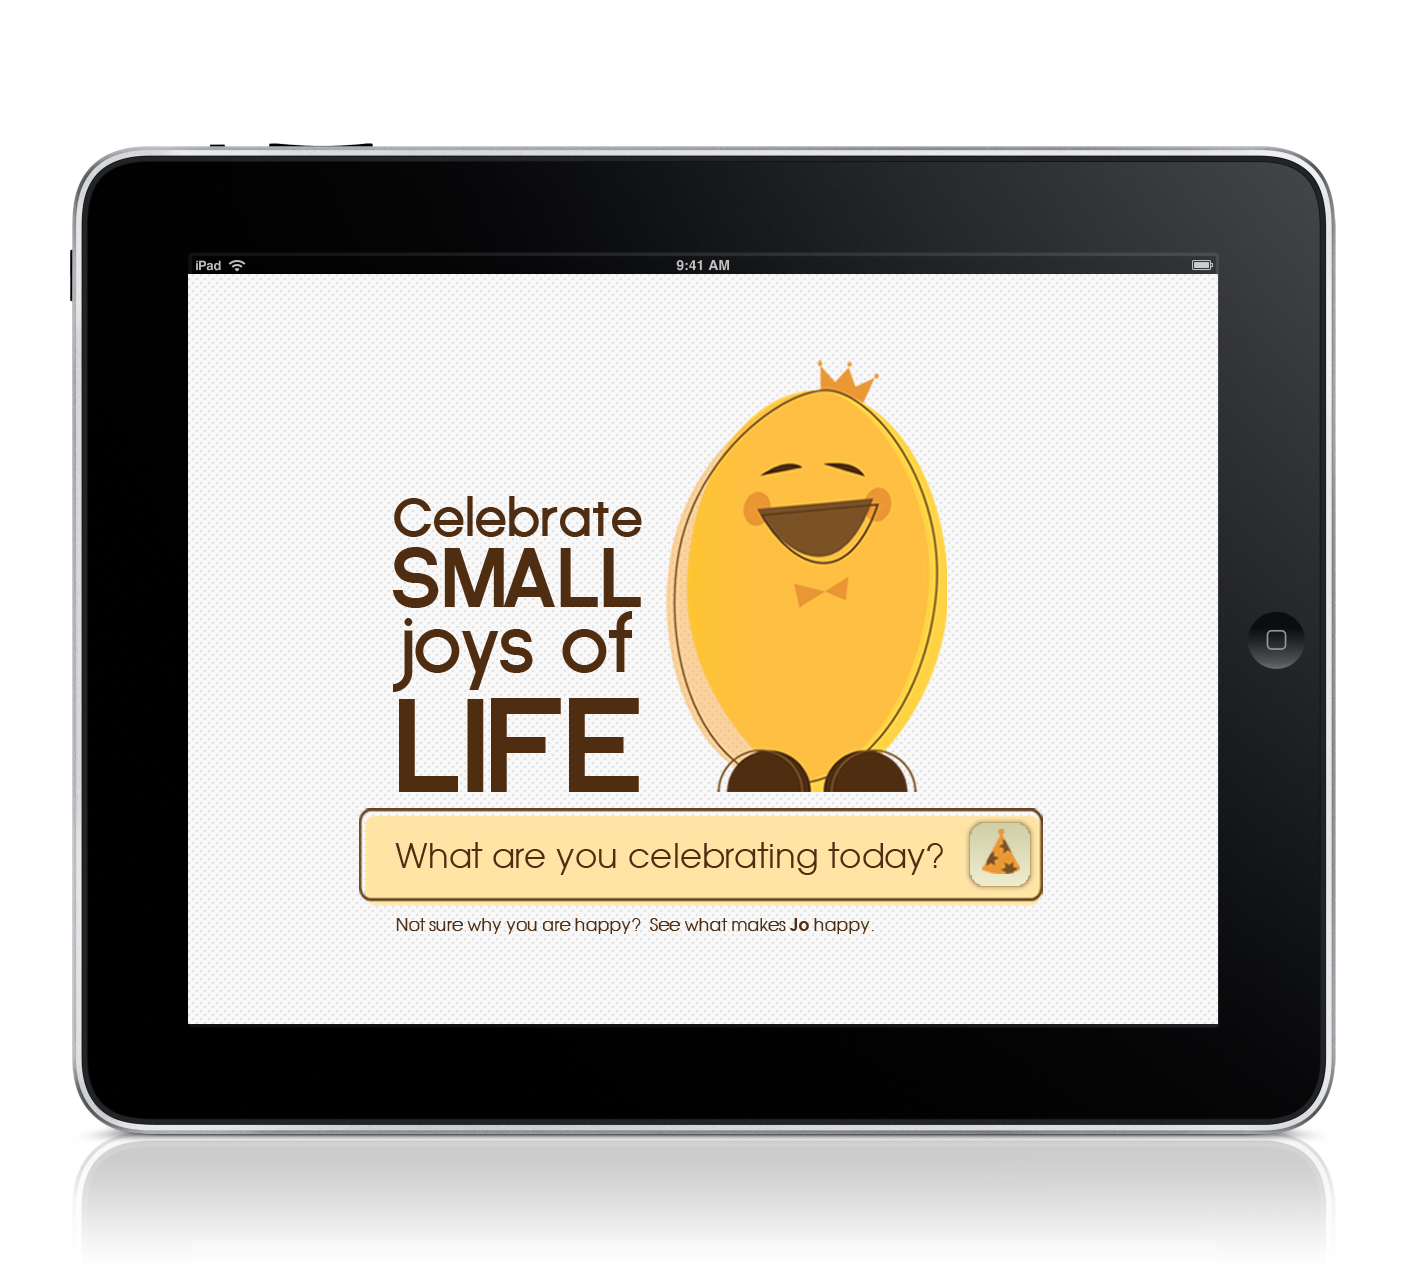 iPad 9:41 AM
Celebrate
SMALL
joys of
LIFE
What are you celebrating today?
Not sure why you are happy? See what makes Jo happy.